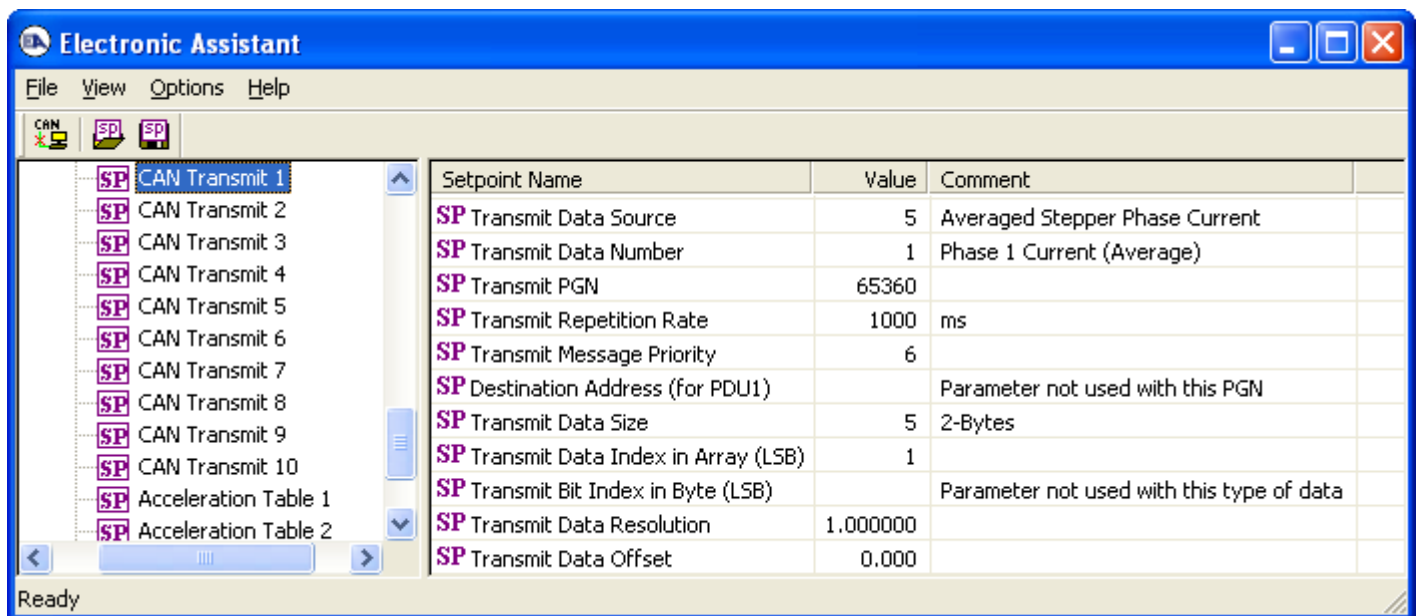 Electronic Assistant
File View Options Help
CAN SP SP
SP CAN Transmit 1
SP CAN Transmit 2
SP CAN Transmit 3
SP CAN Transmit 4
SP CAN Transmit 5
SP CAN Transmit 6
SP CAN Transmit 7
SP CAN Transmit 8
SP CAN Transmit 9
SP CAN Transmit 10
SP Acceleration Table 1
SP Acceleration Table 2
Setpoint Name Value Comment
SP Transmit Data Source 5 Averaged Stepper Phase Current
SP Transmit Data Number 1 Phase 1 Current (Average)
SP Transmit PGN 65360
SP Transmit Repetition Rate 1000 ms
SP Transmit Message Priority 6
SP Destination Address (for PDU1) Parameter not used with this PGN
SP Transmit Data Size 5 2-Bytes
SP Transmit Data Index in Array (LSB) 1
SP Transmit Bit Index in Byte (LSB) Parameter not used with this type of data
SP Transmit Data Resolution 1.000000
SP Transmit Data Offset 0.000
Ready